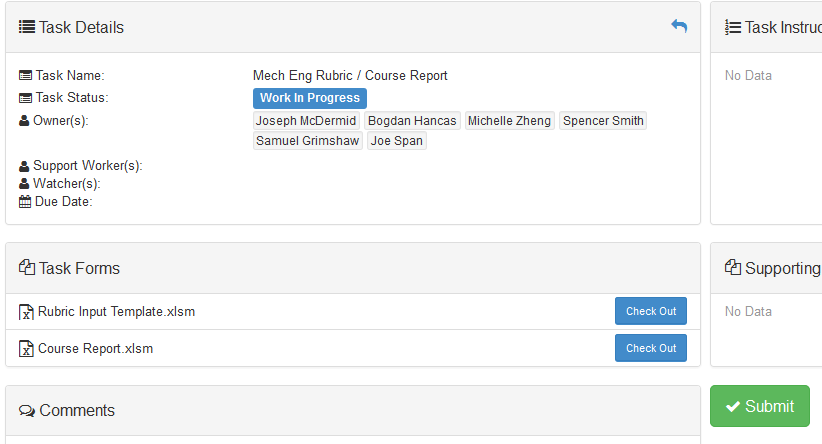 Task Details
Task Instruc
Task Name: Mech Eng Rubric / Course Report
No Data
Task Status: Work In Progress
Owner(s): Joseph McDermid Bogdan Hancas Michelle Zheng Spencer Smith
Samuel Grimshaw Joe Span
Support Worker(s):
Watcher(s):
Due Date:
Task Forms
Supporting
Rubric Input Template.xlsm Check Out
No Data
Course Report.xlsm Check Out
Comments
Submit